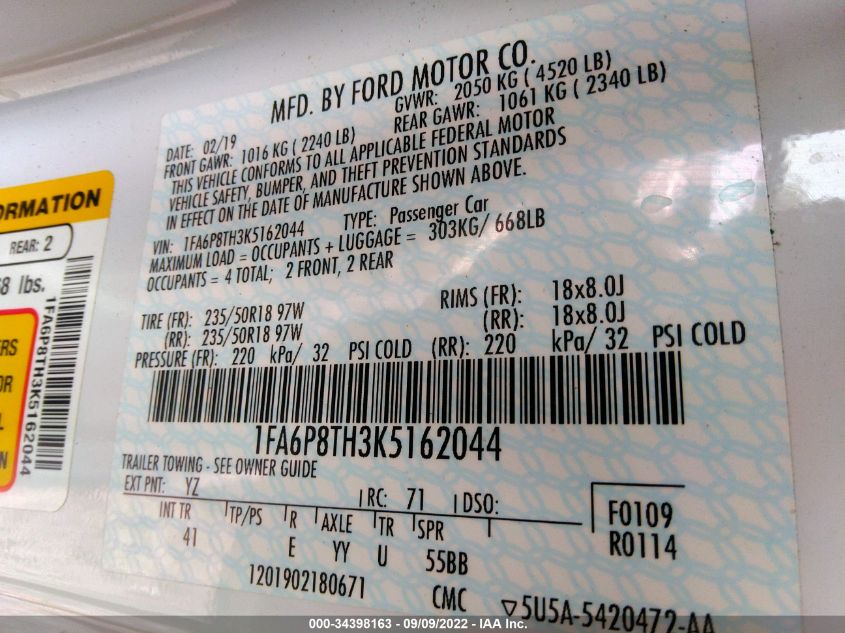 MFD. BY FORD MOTOR CO.
DATE: 02/19 GVWR: 2050 KG ( 4520 LB)
FRONT GAWR: 1016 KG ( 2240 LB) REAR GAWR: 1061 KG ( 2340 LB)
THIS VEHICLE CONFORMS TO ALL APPLICABLE FEDERAL MOTOR
VEHICLE SAFETY, BUMPER, AND THEFT PREVENTION STANDARDS
IN EFFECT ON THE DATE OF MANUFACTURE SHOWN ABOVE.
VIN: 1FA6P8TH3K5162044 TYPE: Passenger Car
MAXIMUM LOAD = OCCUPANTS + LUGGAGE = 303KG/ 668LB
OCCUPANTS = 4 TOTAL; 2 FRONT, 2 REAR
TIRE (FR): 235/50R18 97W RIMS (FR): 18x8.0J
(RR): 235/50R18 97W (RR): 18x8.0J
PRESSURE (FR): 220 kPa/ 32 PSI COLD (RR): 220 kPa/ 32 PSI COLD
1FA6P8TH3K5162044
TRAILER TOWING - SEE OWNER GUIDE
EXT PNT: YZ RC: 71 DSO:
INT TR TP/PS R AXLE TR SPR
41 E YY U 55BB
F0109
R0114
1201902180671 CMC ▽5U5A-5420472-AA
ORMATION
REAR: 2
8 lbs.
1FA6P8TH3K5162044
ERS
OR
L
N
000-34398163 - 09/09/2022 - IAA Inc.